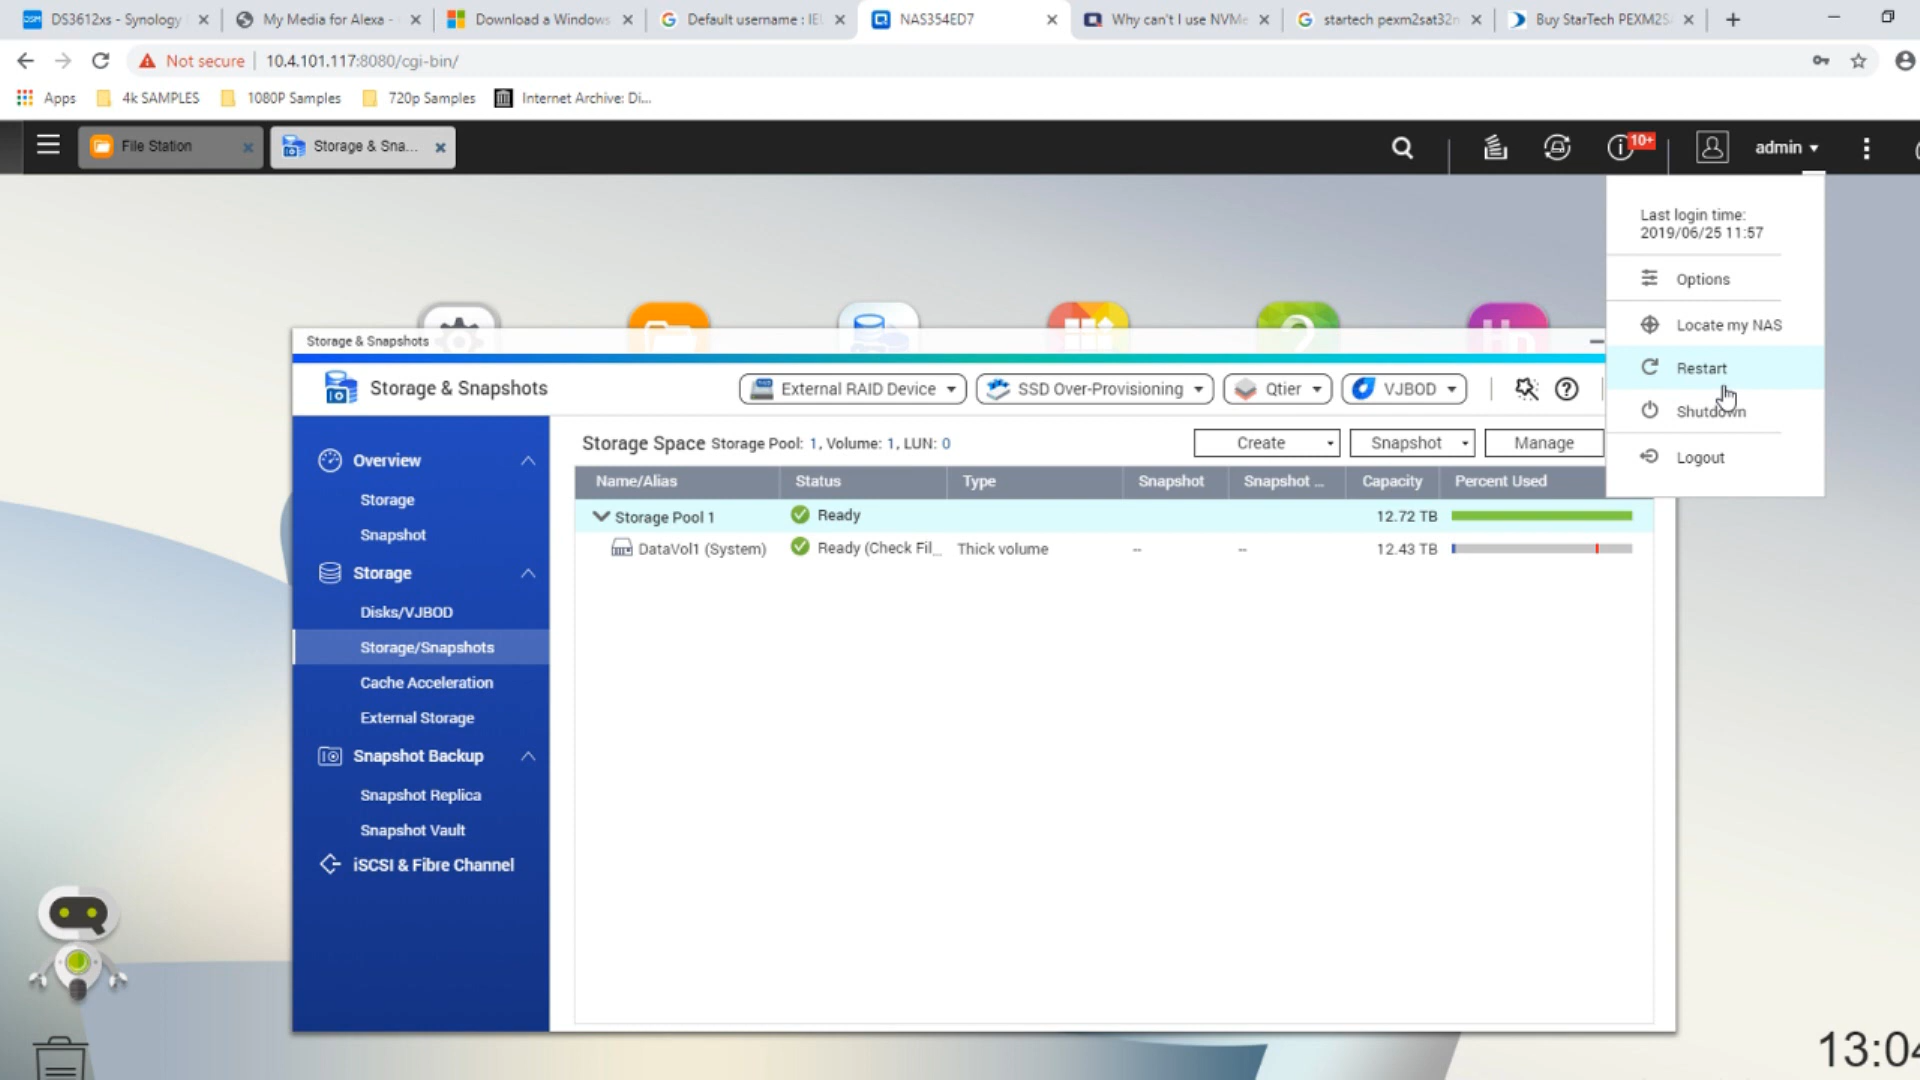 DS3612xs - Synology
My Media for Alexa -
Download a Windows
Default username : IEU
NAS354ED7
Why can't I use NVMe
startech pexm2sat32n
Buy StarTech PEXM2S
Not secure
10.4.101.117:8080/cgi-bin/
Apps
4k SAMPLES
1080P Samples
720p Samples
Internet Archive: Di...
File Station
Storage & Sna...
10+
admin
Last login time:
2019/06/25 11:57
Options
Locate my NAS
Restart
Shutdown
Logout
Storage & Snapshots
Storage & Snapshots
External RAID Device
SSD Over-Provisioning
Qtier
VJBOD
Overview
Storage
Snapshot
Storage
Disks/VJBOD
Storage/Snapshots
Cache Acceleration
External Storage
Snapshot Backup
Snapshot Replica
Snapshot Vault
iSCSI & Fibre Channel
Storage Space Storage Pool: 1, Volume: 1, LUN: 0
Create
Snapshot
Manage
Name/Alias Status Type Snapshot Snapshot ... Capacity Percent Used
Storage Pool 1 Ready 12.72 TB
DataVol1 (System) Ready (Check Fil... Thick volume -- -- 12.43 TB
13:04